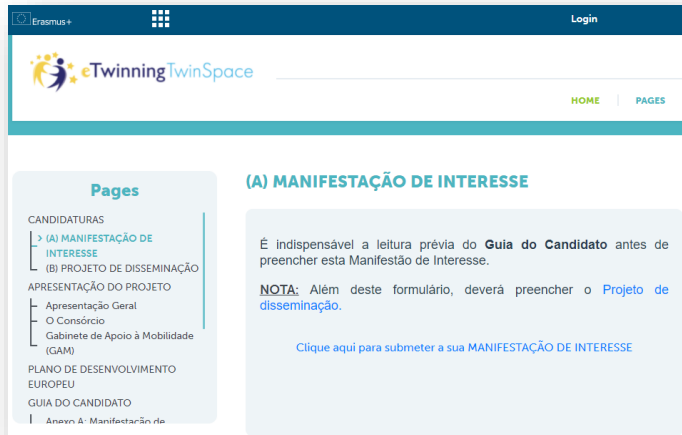 Erasmus+
Login
eTwinningTwinSpace
HOME
PAGES
Pages
CANDIDATURAS
(A) MANIFESTAÇÃO DE
INTERESSE
(B) PROJETO DE DISSEMINAÇÃO
APRESENTAÇÃO DO PROJETO
Apresentação Geral
O Consórcio
Gabinete de Apoio à Mobilidade
(GAM)
PLANO DE DESENVOLVIMENTO
EUROPEU
GUIA DO CANDIDATO
Anexo A: Manifestação de
(A) MANIFESTAÇÃO DE INTERESSE
É indispensável a leitura prévia do Guia do Candidato antes de
preencher esta Manifestão de Interesse.
NOTA: Além deste formulário, deverá preencher o Projeto de
disseminação.
Clique aqui para submeter a sua MANIFESTAÇÃO DE INTERESSE